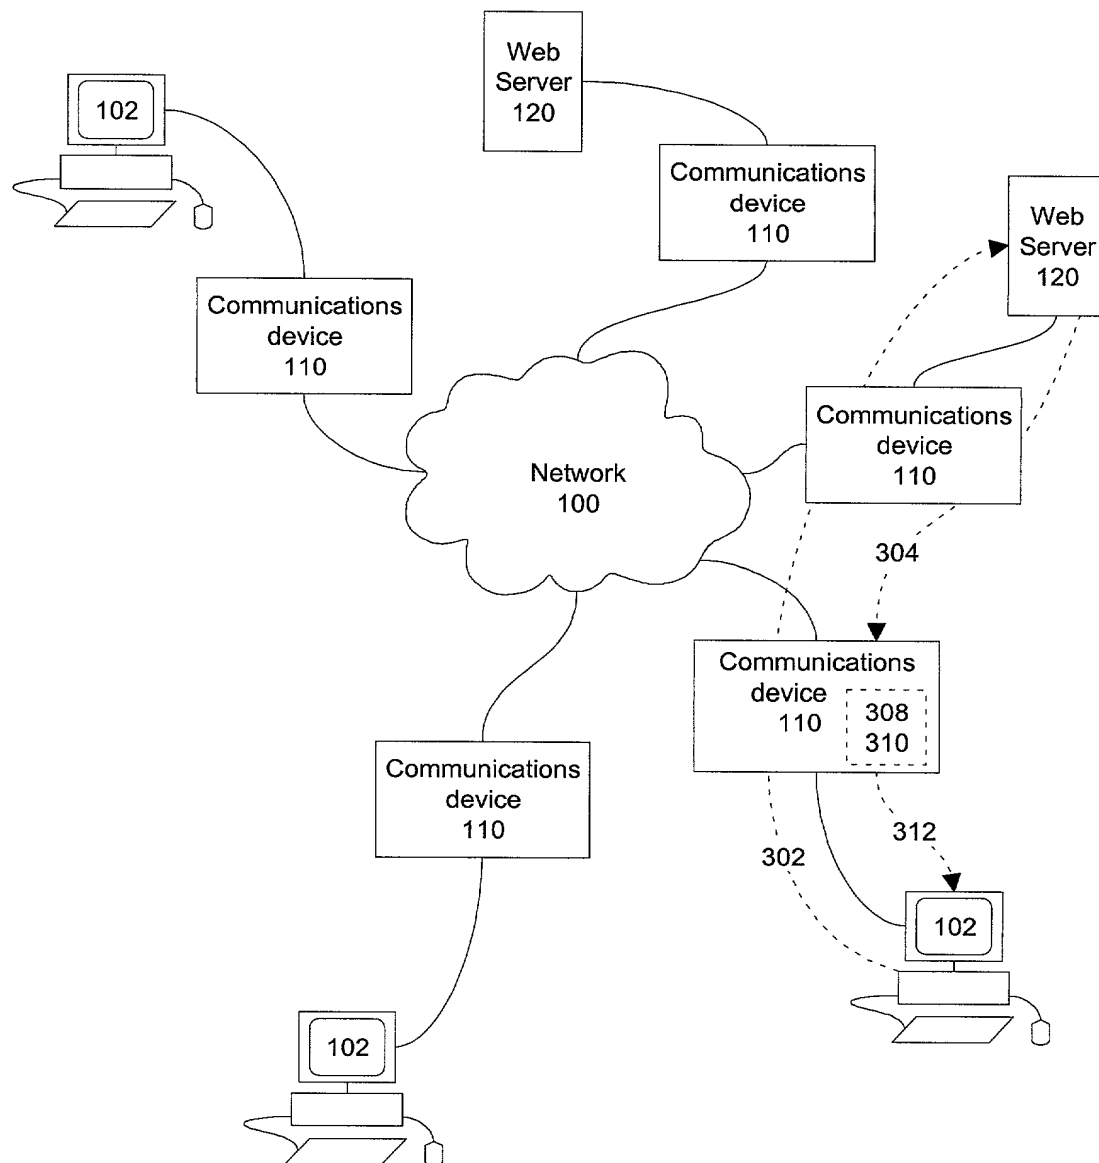 Web
Server
120
102
Communications
device
110
Web
Server
120
Communications
device
110
Communications
device
110
Network
100
304
Communications
device
110
308
310
Communications
device
110
312
302
102
102